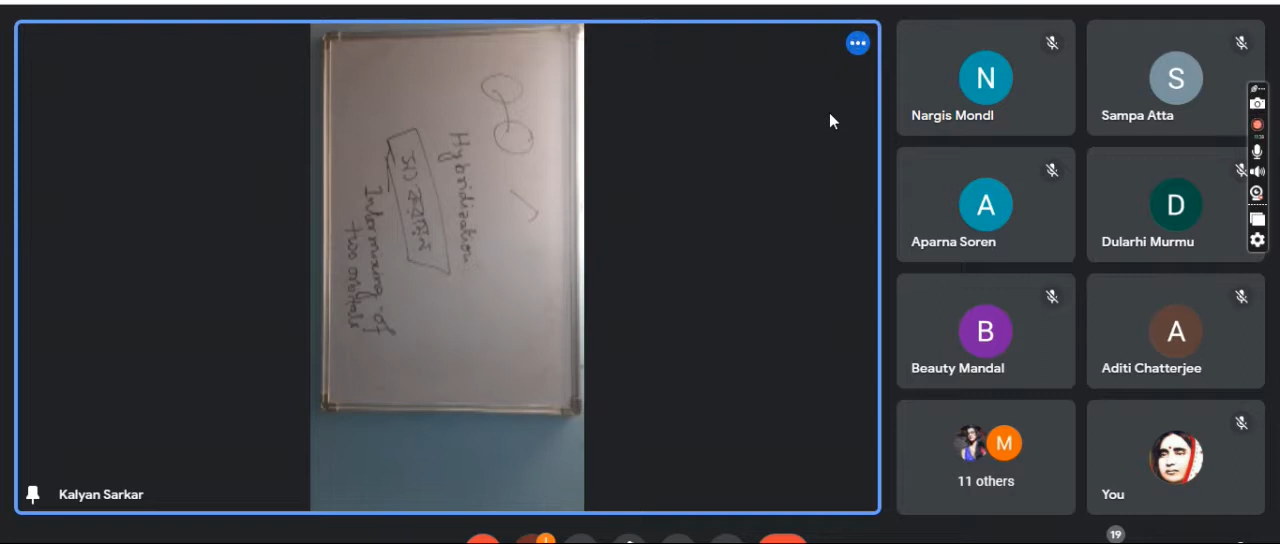 Hybridization
Intermixing of
two orbitals
Kalyan Sarkar
N
Nargis Mondl
S
Sampa Atta
A
Aparna Soren
D
Dularhi Murmu
B
Beauty Mandal
A
Aditi Chatterjee
M
11 others
You
19